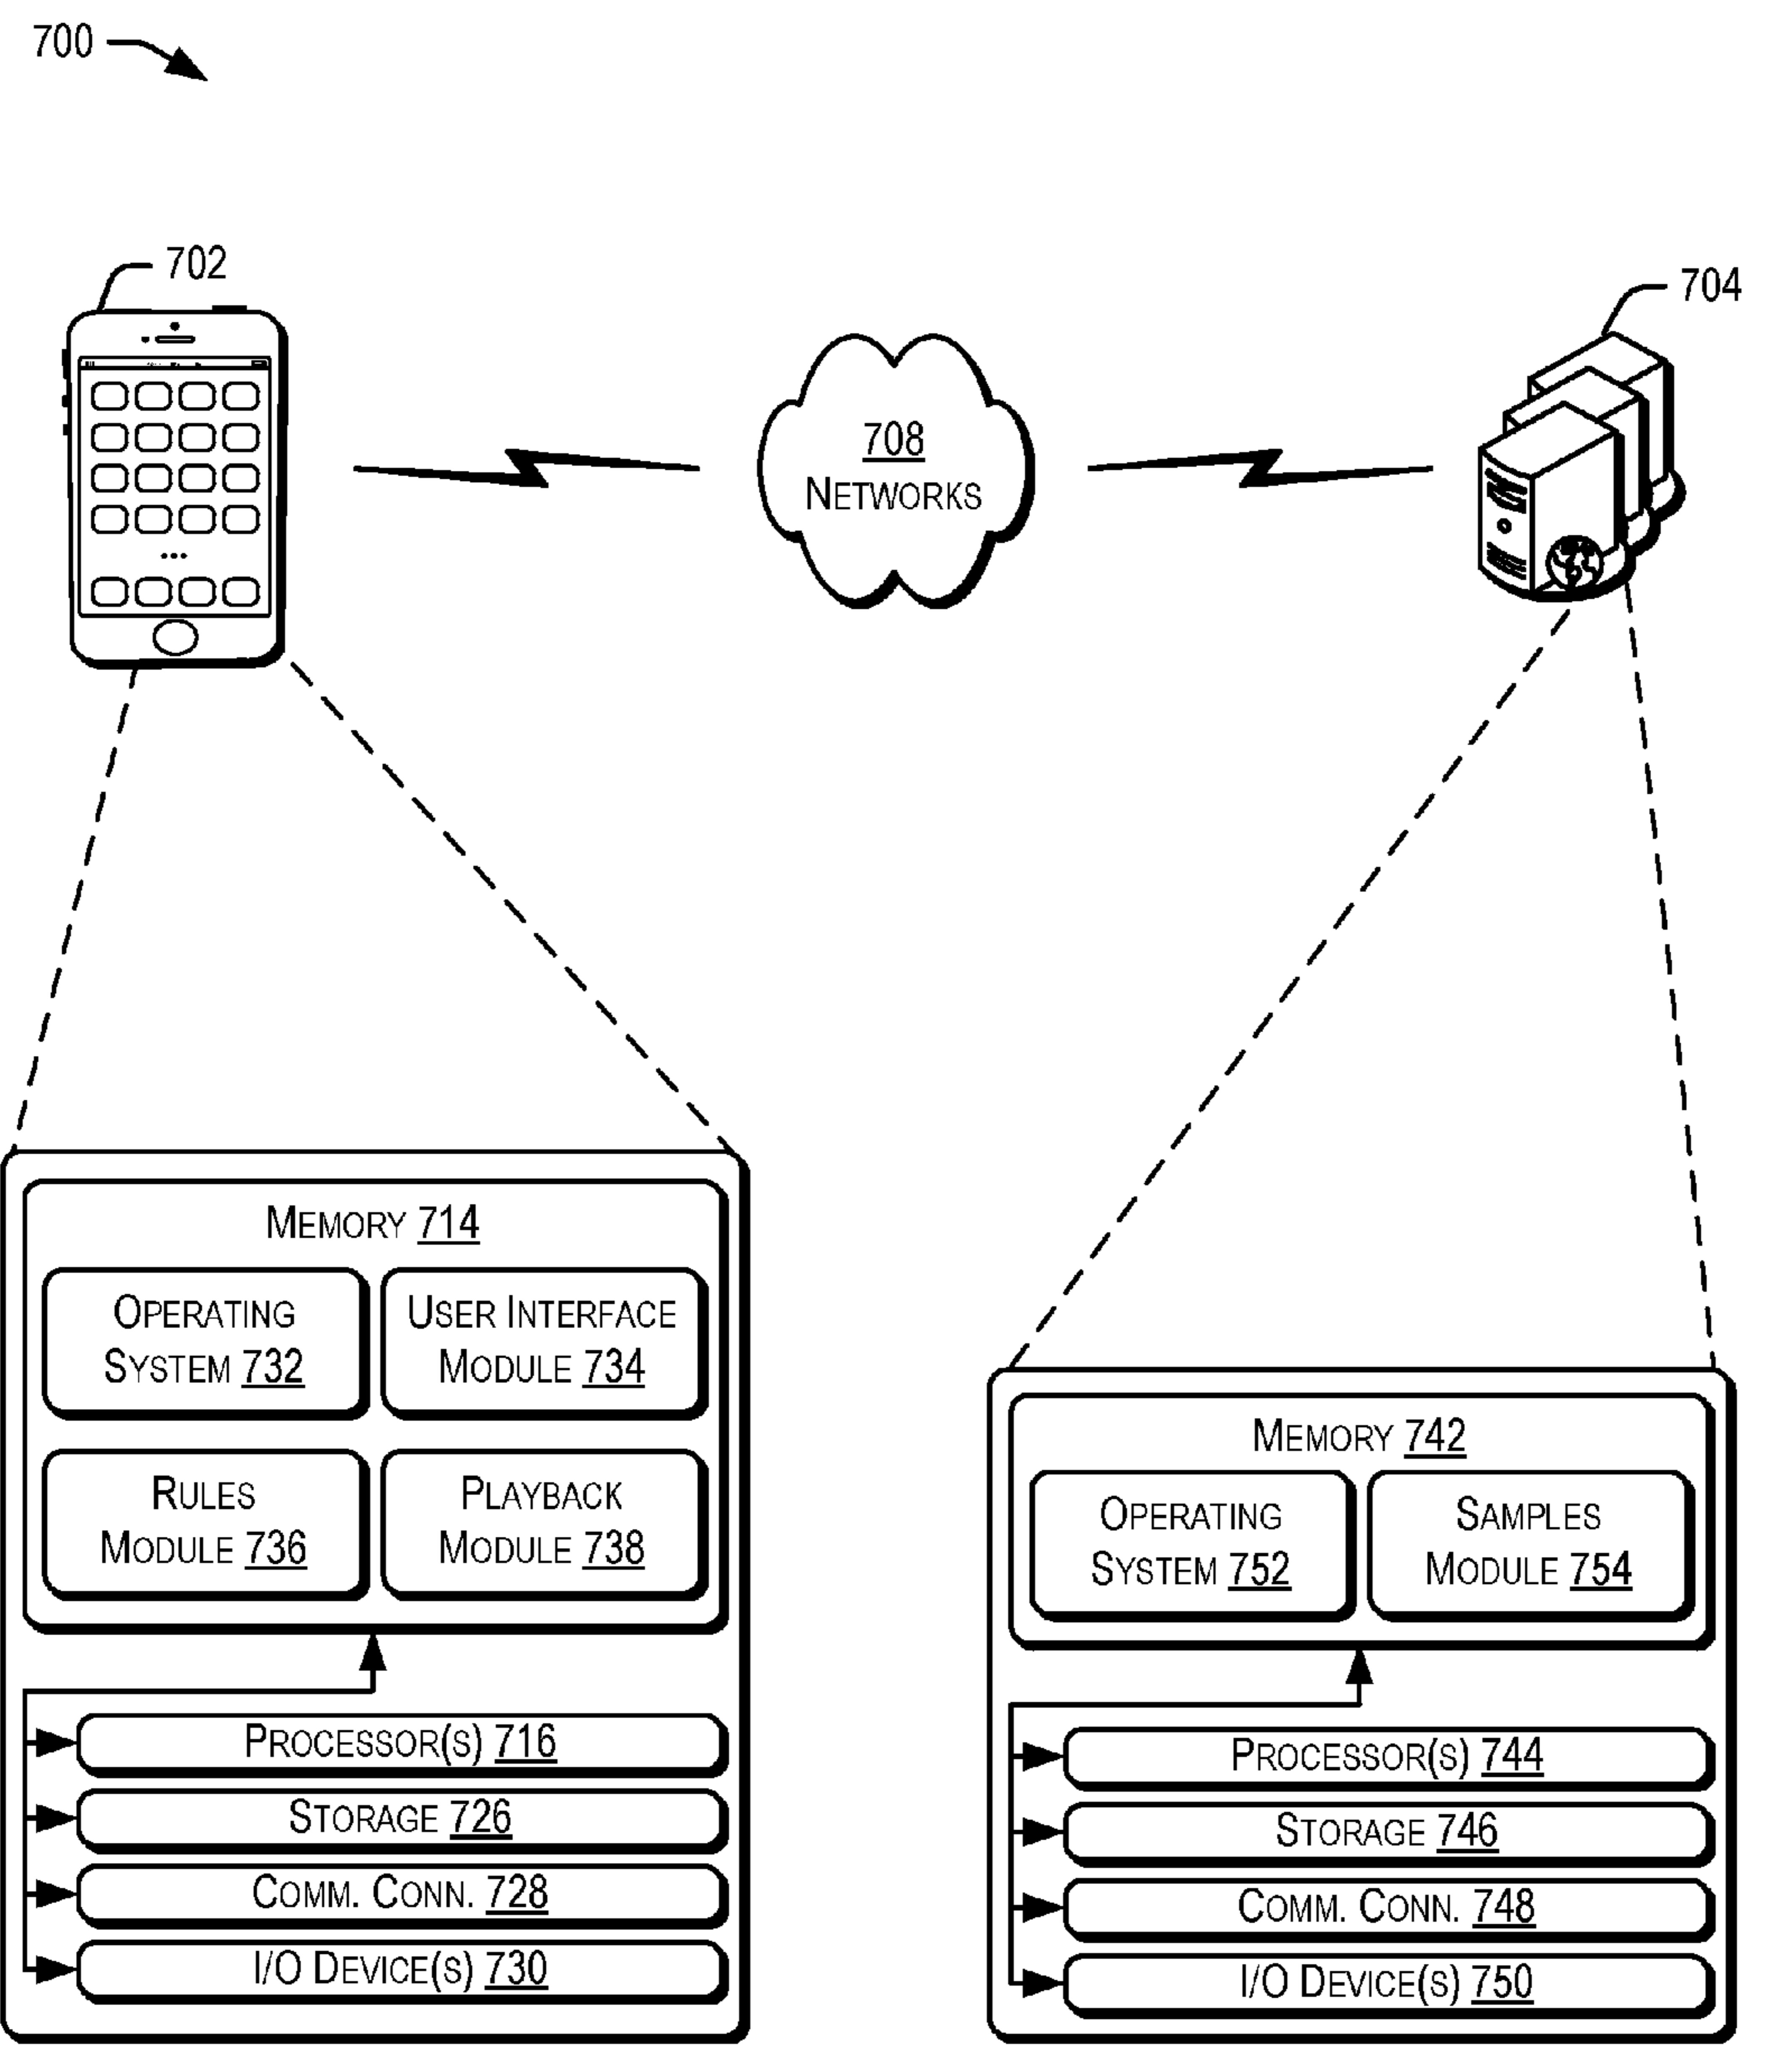 700
702
704
708
NETWORKS
MEMORY 714
OPERATING
SYSTEM 732
USER INTERFACE
MODULE 734
RULES
MODULE 736
PLAYBACK
MODULE 738
PROCESSOR(S) 716
STORAGE 726
COMM. CONN. 728
I/O DEVICE(S) 730
MEMORY 742
OPERATING
SYSTEM 752
SAMPLES
MODULE 754
PROCESSOR(S) 744
STORAGE 746
COMM. CONN. 748
I/O DEVICE(S) 750